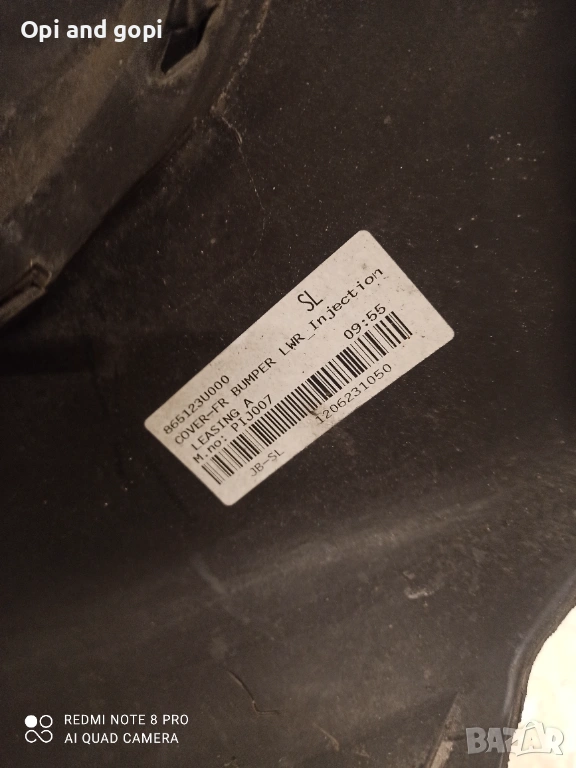 Opi and gopi
SL
865123U000
COVER-FR BUMPER LWR_Injection
LEASING A
09:55
M.no: PIJ007
1206231050
JB-SL
REDMI NOTE 8 PRO
AI QUAD CAMERA
BAZAR